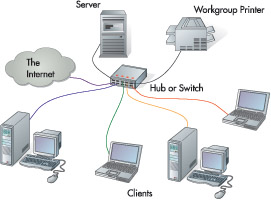 Server
Workgroup Printer
The
Internet
Hub or Switch
Clients